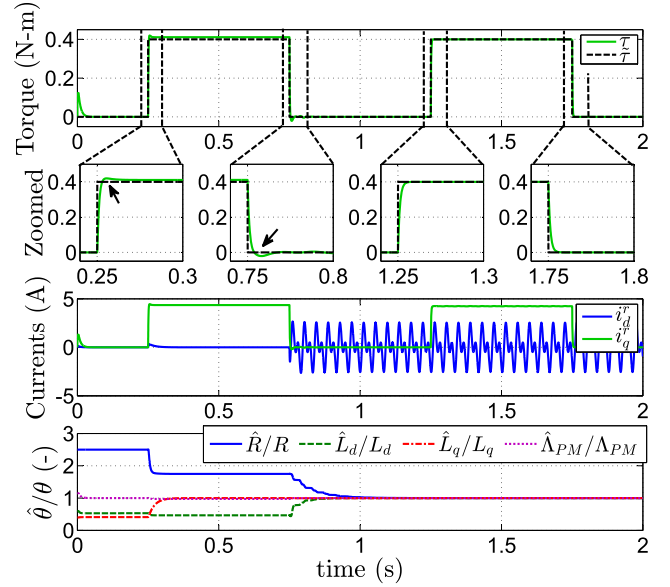 Torque (N-m)
0.4
0.2
0
τ
τ̃
0 0.5 1 1.5 2
Zoomed
0.4
0.2
0
0.25 0.3
0.4
0.2
0
0.75 0.8
0.4
0.2
0
1.25 1.3
0.4
0.2
0
1.75 1.8
Currents (A)
5
0
−5
i_d^r
i_q^r
0 0.5 1 1.5 2
θ̂/θ (-)
3
2
1
0
R̂/R L̂_d/L_d L̂_q/L_q Λ̂_PM/Λ_PM
0 0.5 1 1.5 2
time (s)